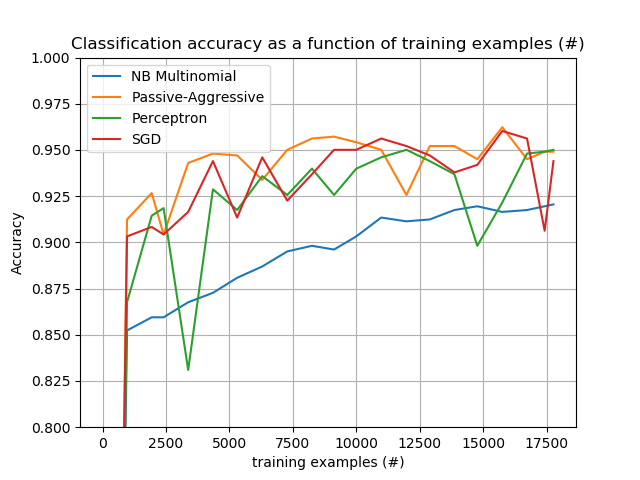 Classification accuracy as a function of training examples (#)
NB Multinomial
Passive-Aggressive
Perceptron
SGD
Accuracy
1.000
0.975
0.950
0.925
0.900
0.875
0.850
0.825
0.800
0
2500
5000
7500
10000
12500
15000
17500
training examples (#)